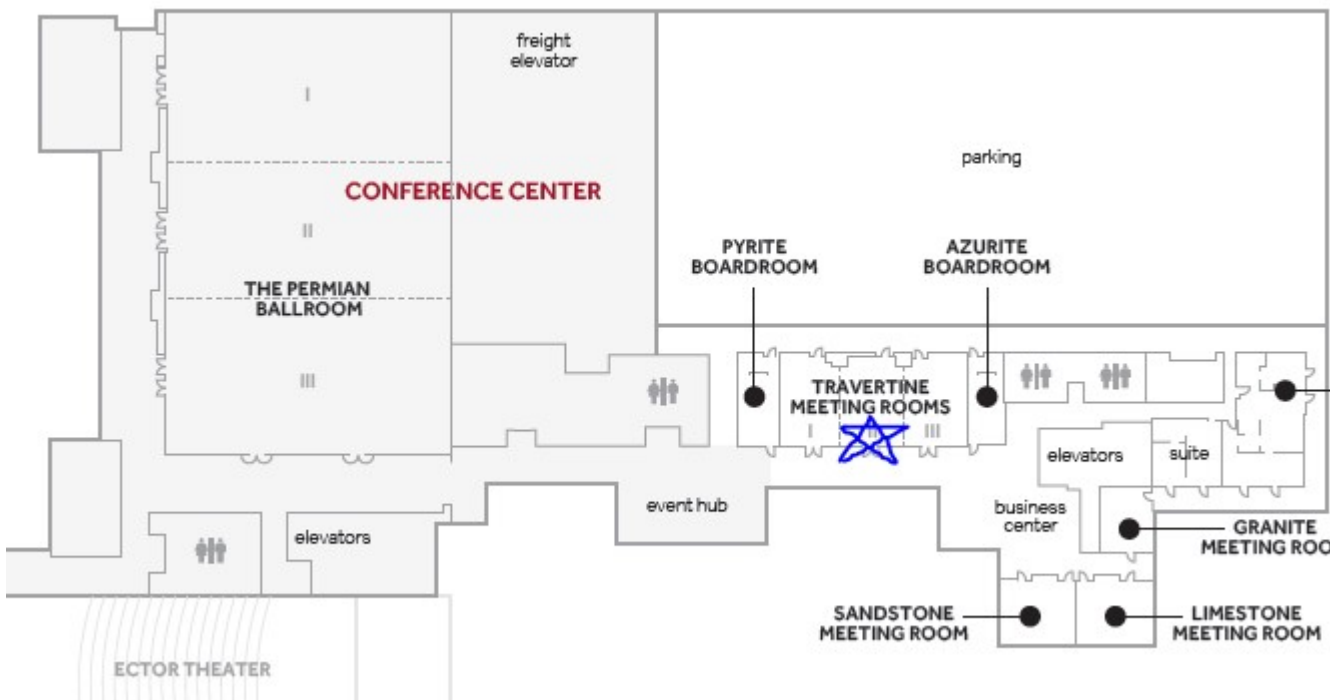 freight
elevator
I
CONFERENCE CENTER
parking
II
PYRITE
BOARDROOM
AZURITE
BOARDROOM
THE PERMIAN
BALLROOM
III
TRAVERTINE
MEETING ROOMS
I
III
elevators
suite
event hub
business
center
elevators
GRANITE
MEETING ROO
SANDSTONE
MEETING ROOM
LIMESTONE
MEETING ROOM
ECTOR THEATER